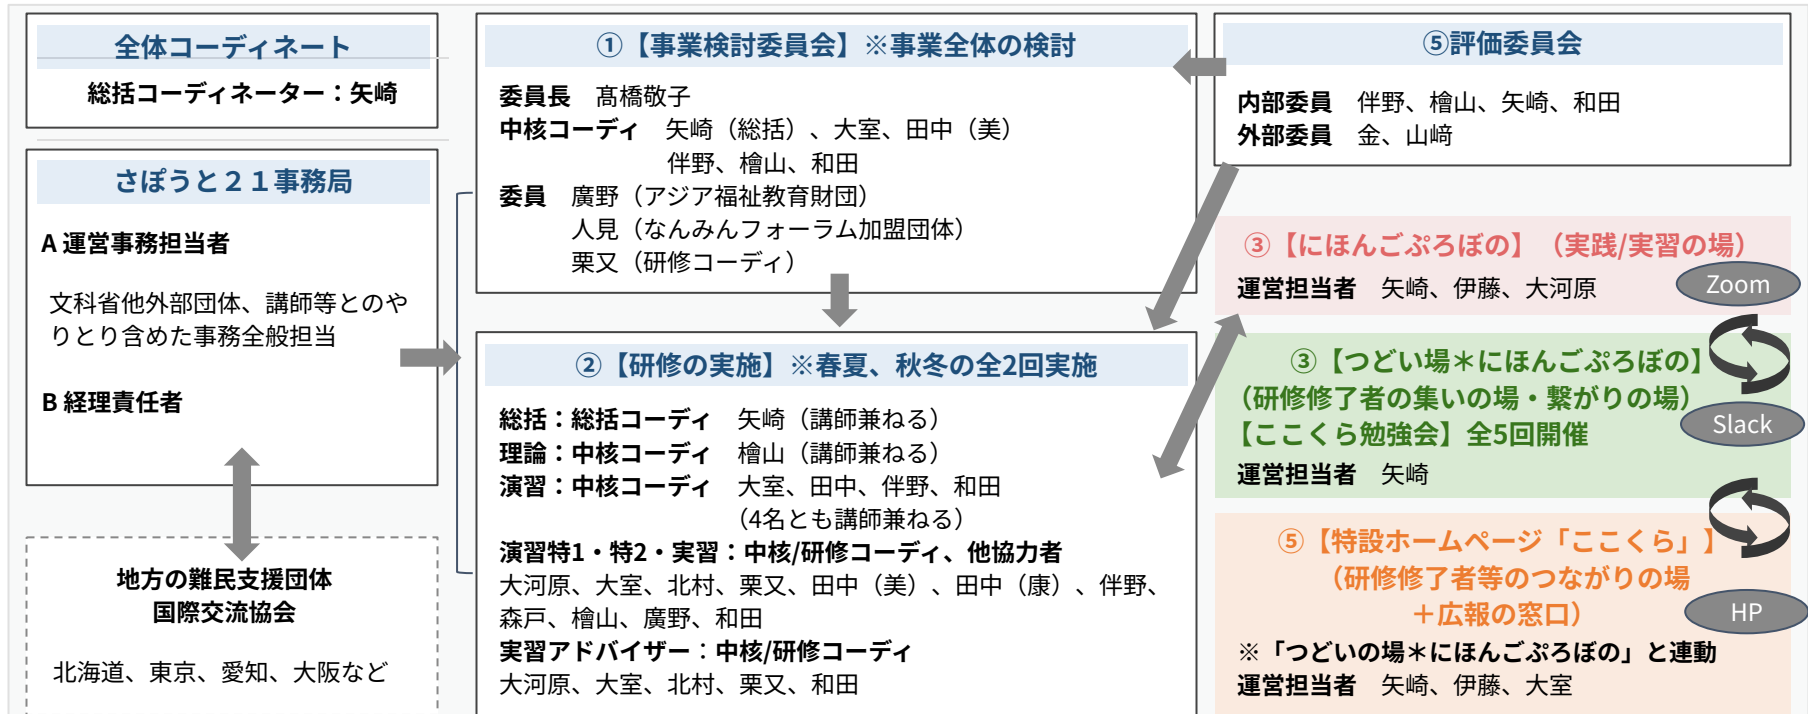 全体コーディネート
総括コーディネーター：矢崎
さぽうと２１事務局
A 運営事務担当者
文科省他外部団体、講師等とのや
りとり含めた事務全般担当
B 経理責任者
地方の難民支援団体
国際交流協会
北海道、東京、愛知、大阪など
①【事業検討委員会】※事業全体の検討
委員長　髙橋敬子
中核コーディ　矢崎（総括）、大室、田中（美）
伴野、檜山、和田
委員　廣野（アジア福祉教育財団）
人見（なんみんフォーラム加盟団体）
栗又（研修コーディ）
②【研修の実施】※春夏、秋冬の全2回実施
総括：総括コーディ　矢崎（講師兼ねる）
理論：中核コーディ　檜山（講師兼ねる）
演習：中核コーディ　大室、田中、伴野、和田
（4名とも講師兼ねる）
演習特1・特2・実習：中核/研修コーディ、他協力者
大河原、大室、北村、栗又、田中（美）、田中（康）、伴野、
森戸、檜山、廣野、和田
実習アドバイザー：中核/研修コーディ
大河原、大室、北村、栗又、和田
⑤評価委員会
内部委員　伴野、檜山、矢崎、和田
外部委員　金、山﨑
③【にほんごぷろぼの】（実践/実習の場）
運営担当者　矢崎、伊藤、大河原
Zoom
③【つどい場＊にほんごぷろぼの】
（研修修了者の集いの場・繋がりの場）
【ここくら勉強会】全5回開催
Slack
運営担当者　矢崎
⑤【特設ホームページ「ここくら」】
（研修修了者等のつながりの場
＋広報の窓口）
HP
※「つどいの場＊にほんごぷろぼの」と連動
運営担当者　矢崎、伊藤、大室